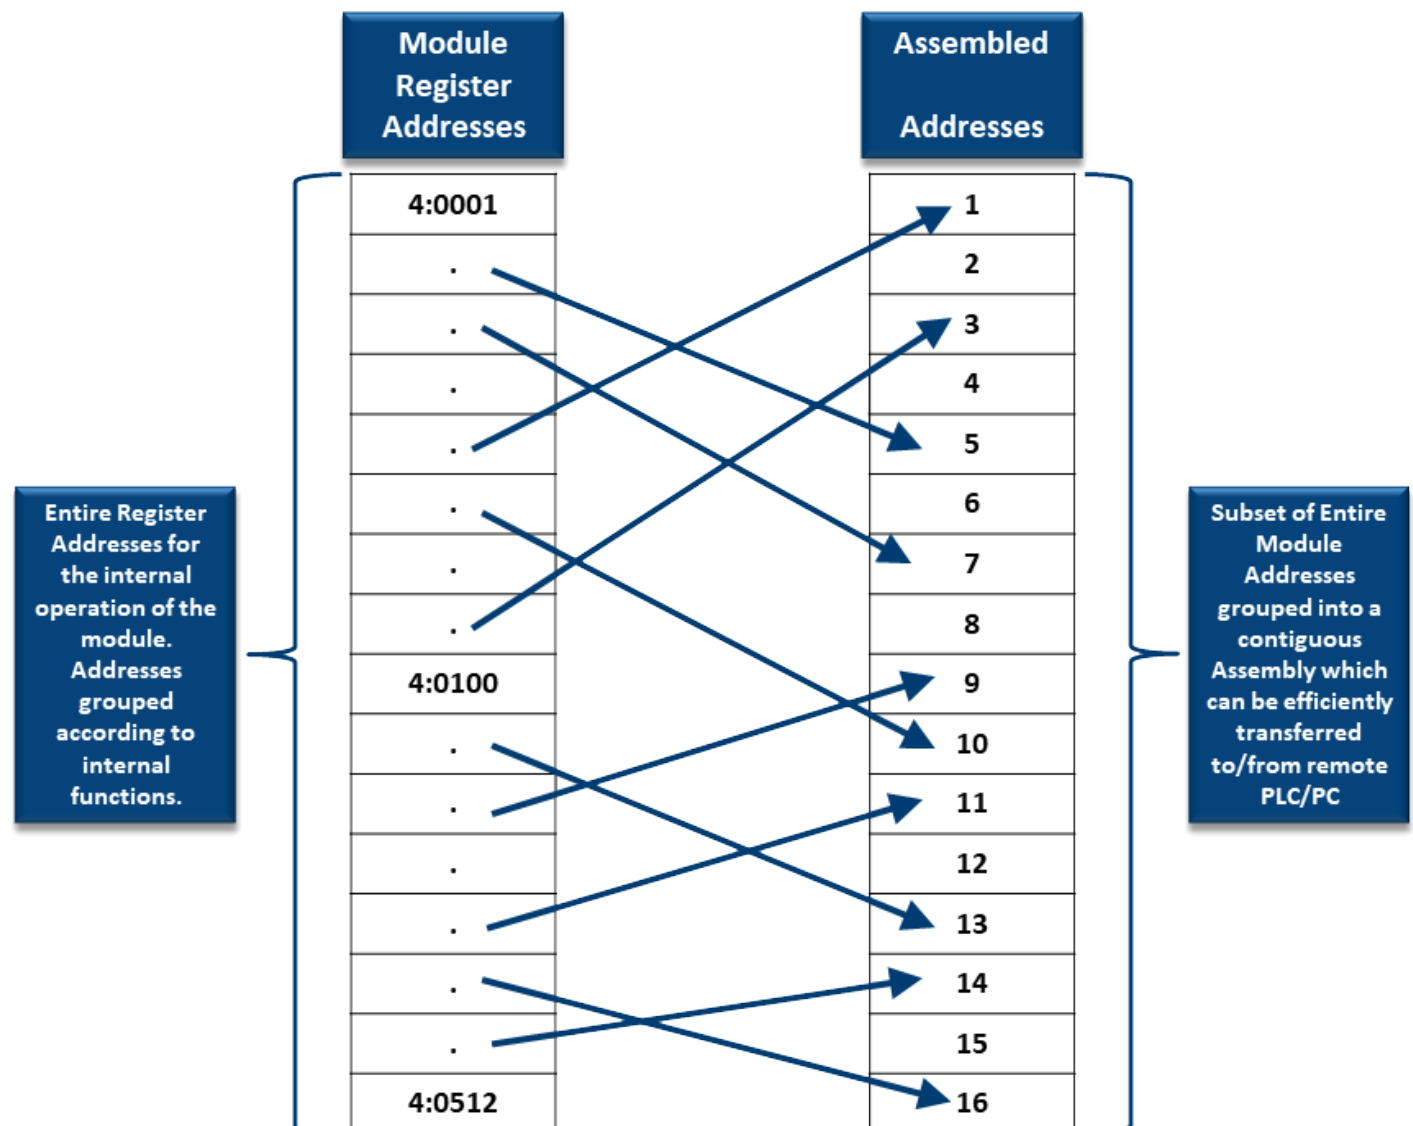 Module
Register
Addresses
Assembled
Addresses
4:0001
.
.
.
.
.
.
.
4:0100
.
.
.
.
.
.
4:0512
1
2
3
4
5
6
7
8
9
10
11
12
13
14
15
16
Entire Register
Addresses for
the internal
operation of the
module.
Addresses
grouped
according to
internal
functions.
Subset of Entire
Module
Addresses
grouped into a
contiguous
Assembly which
can be efficiently
transferred
to/from remote
PLC/PC